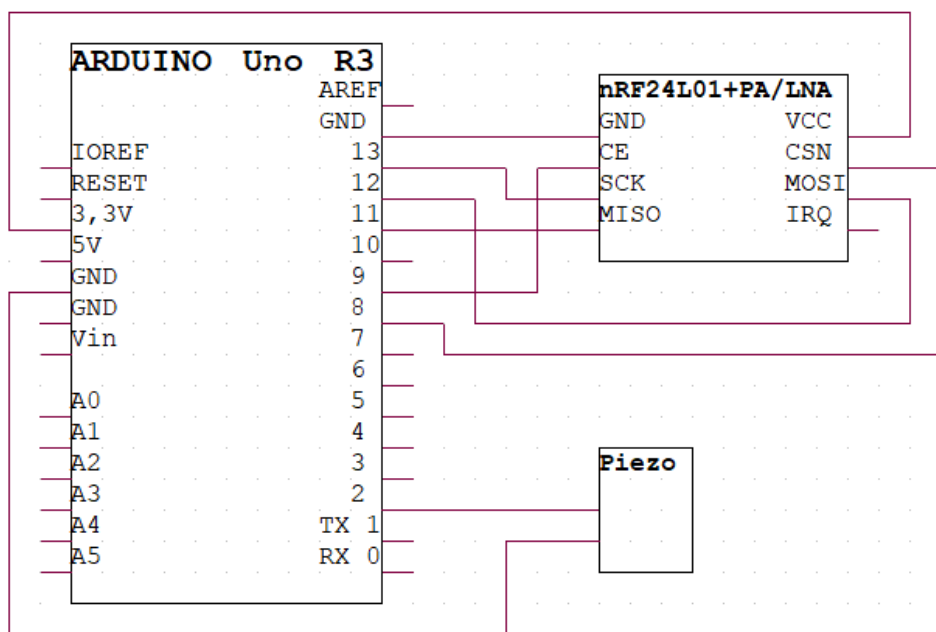 ARDUINO Uno R3
AREF
GND
IOREF 13
RESET 12
3,3V 11
5V 10
GND 9
GND 8
Vin 7
6
A0 5
A1 4
A2 3
A3 2
A4 TX 1
A5 RX 0
nRF24L01+PA/LNA
GND VCC
CE CSN
SCK MOSI
MISO IRQ
Piezo